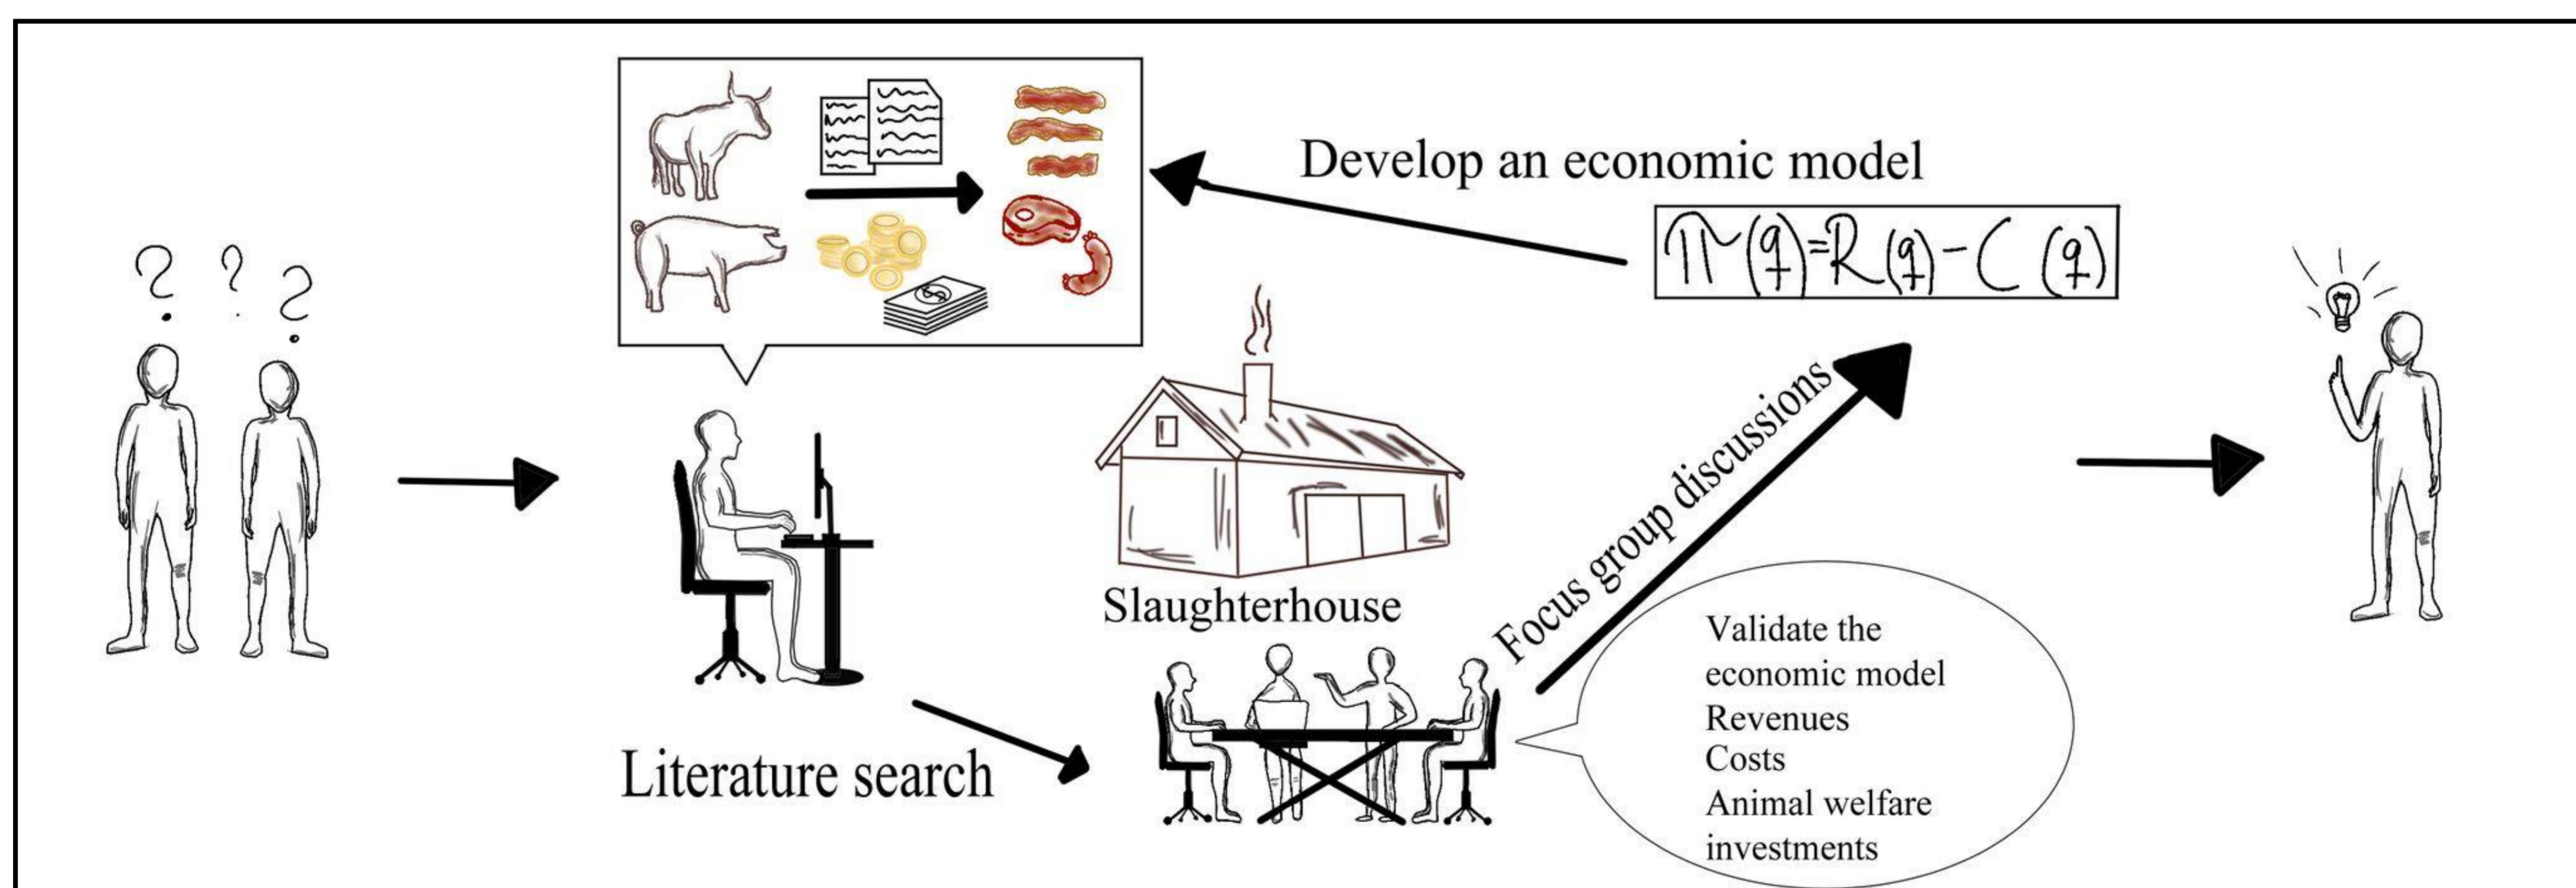 ? ? ?
$
Develop an economic model
π(q)=R(q)-C(q)
Slaughterhouse
Focus group discussions
Literature search
Validate the
economic model
Revenues
Costs
Animal welfare
investments